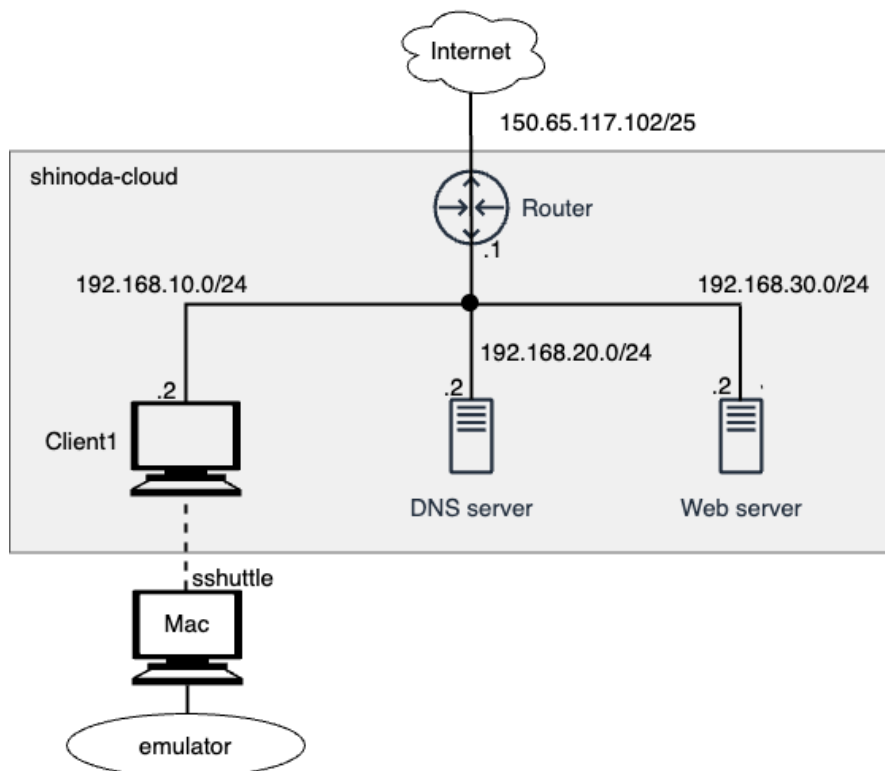 Internet
150.65.117.102/25
shinoda-cloud
Router
.1
192.168.10.0/24
192.168.30.0/24
192.168.20.0/24
.2
.2
.2
Client1
DNS server
Web server
sshuttle
Mac
emulator